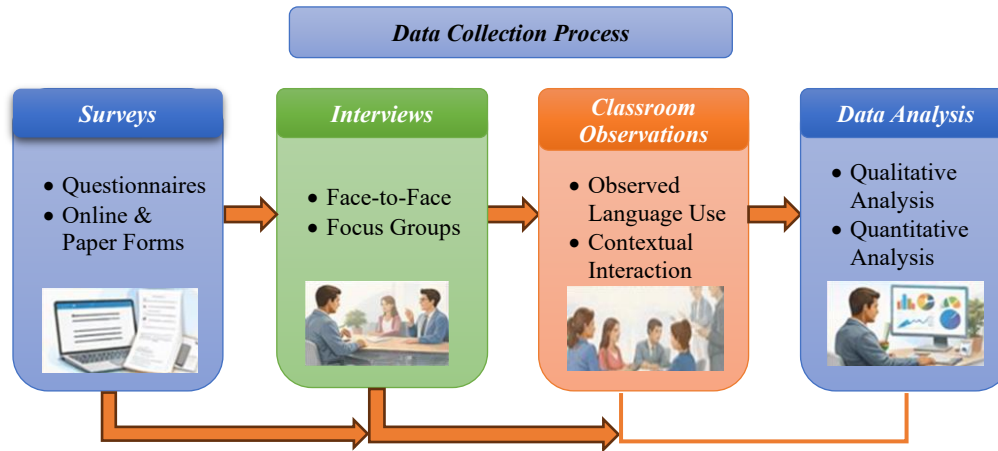 Data Collection Process
Surveys
• Questionnaires
• Online &
Paper Forms
Interviews
• Face-to-Face
• Focus Groups
Classroom
Observations
• Observed
Language Use
• Contextual
Interaction
Data Analysis
• Qualitative
Analysis
• Quantitative
Analysis